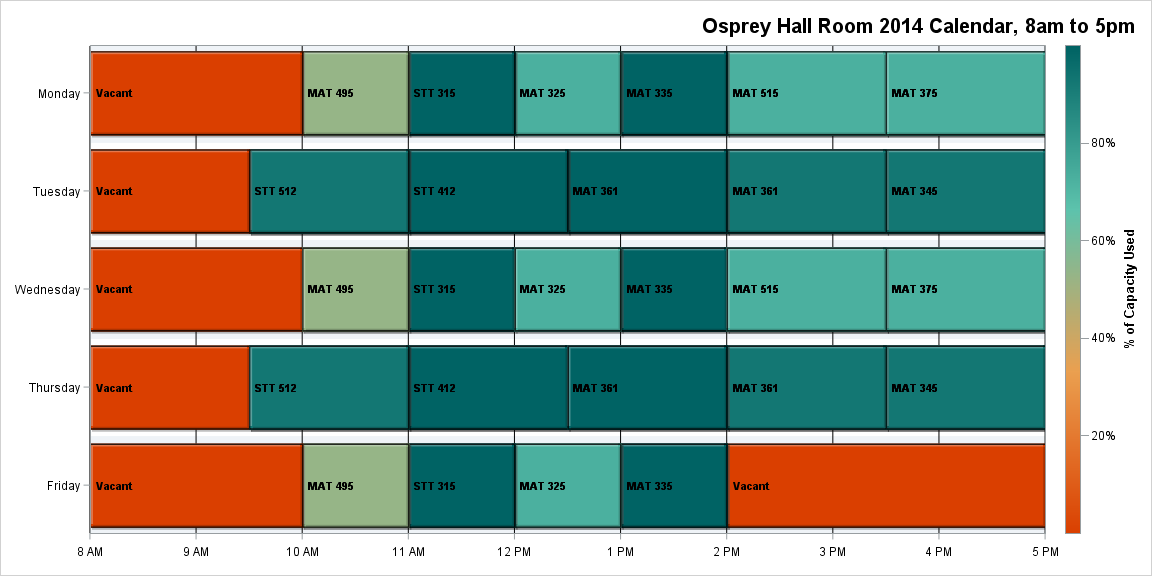 Osprey Hall Room 2014 Calendar, 8am to 5pm
Monday
Vacant
MAT 495
STT 315
MAT 325
MAT 335
MAT 515
MAT 375
Tuesday
Vacant
STT 512
STT 412
MAT 361
MAT 361
MAT 345
Wednesday
Vacant
MAT 495
STT 315
MAT 325
MAT 335
MAT 515
MAT 375
Thursday
Vacant
STT 512
STT 412
MAT 361
MAT 361
MAT 345
Friday
Vacant
MAT 495
STT 315
MAT 325
MAT 335
Vacant
8 AM
9 AM
10 AM
11 AM
12 PM
1 PM
2 PM
3 PM
4 PM
5 PM
80%
60%
40%
20%
% of Capacity Used